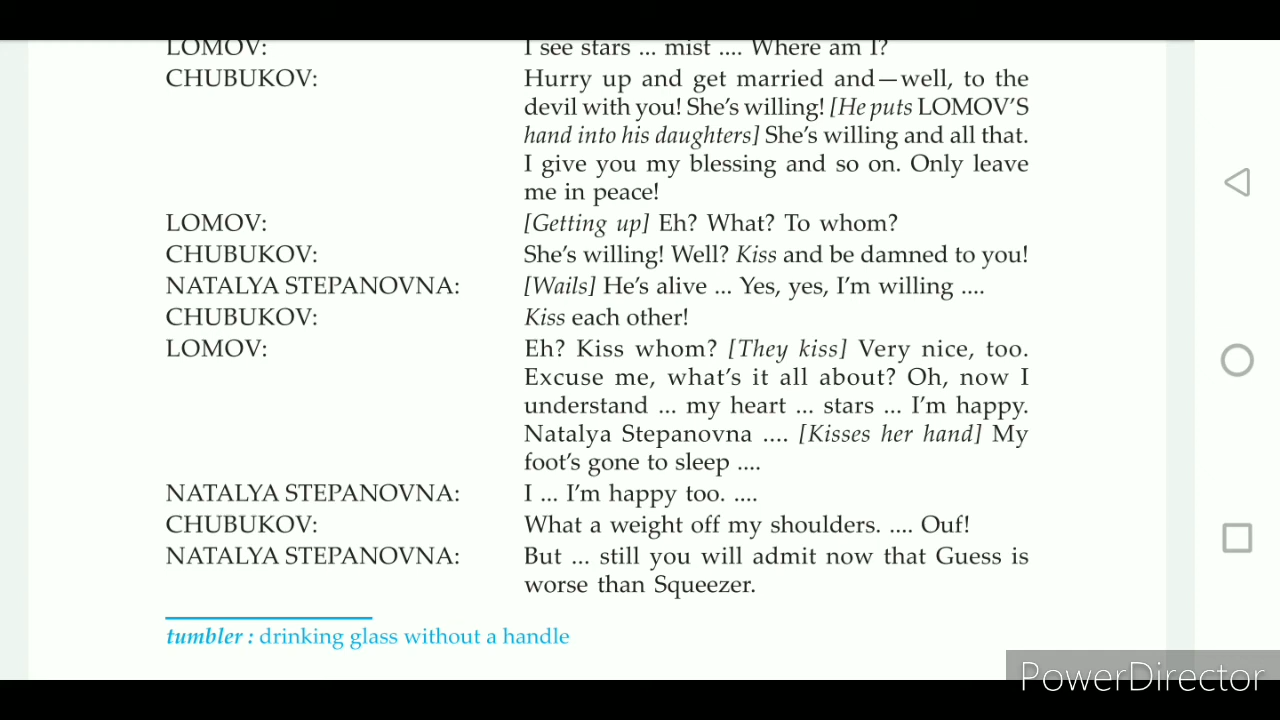 LOMOV: I see stars ... mist .... Where am I?
CHUBUKOV: Hurry up and get married and—well, to the
devil with you! She's willing! [He puts LOMOV'S
hand into his daughters] She's willing and all that.
I give you my blessing and so on. Only leave
me in peace!
LOMOV: [Getting up] Eh? What? To whom?
CHUBUKOV: She's willing! Well? Kiss and be damned to you!
NATALYA STEPANOVNA: [Wails] He's alive ... Yes, yes, I'm willing ....
CHUBUKOV: Kiss each other!
LOMOV: Eh? Kiss whom? [They kiss] Very nice, too.
Excuse me, what's it all about? Oh, now I
understand ... my heart ... stars ... I'm happy.
Natalya Stepanovna .... [Kisses her hand] My
foot's gone to sleep ....
NATALYA STEPANOVNA: I ... I'm happy too. ....
CHUBUKOV: What a weight off my shoulders. .... Ouf!
NATALYA STEPANOVNA: But ... still you will admit now that Guess is
worse than Squeezer.
tumbler : drinking glass without a handle
PowerDirector